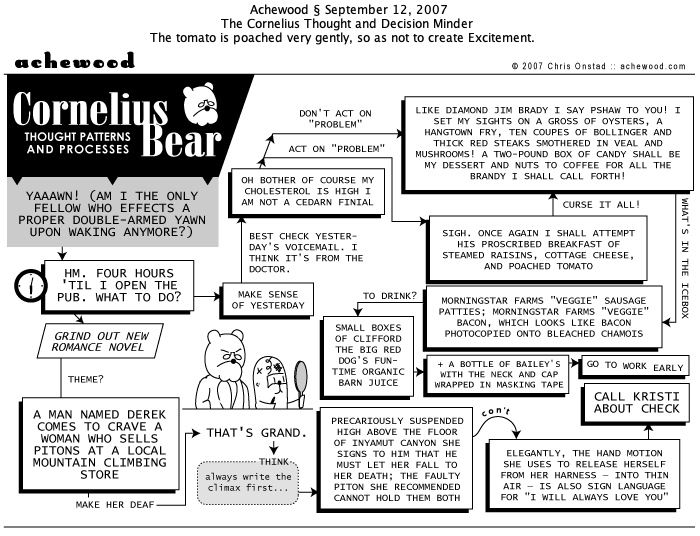 Achewood § September 12, 2007
The Cornelius Thought and Decision Minder
The tomato is poached very gently, so as not to create Excitement.
achewood
© 2007 Chris Onstad :: achewood.com
Cornelius
Bear
THOUGHT PATTERNS
AND PROCESSES
YAAAWN! (AM I THE ONLY
FELLOW WHO EFFECTS A
PROPER DOUBLE-ARMED YAWN
UPON WAKING ANYMORE?)
HM. FOUR HOURS
'TIL I OPEN THE
PUB. WHAT TO DO?
MAKE SENSE
OF YESTERDAY
BEST CHECK YESTER-
DAY'S VOICEMAIL. I
THINK IT'S FROM THE
DOCTOR.
OH BOTHER OF COURSE MY
CHOLESTEROL IS HIGH I
AM NOT A CEDARN FINIAL
DON'T ACT ON
"PROBLEM"
ACT ON "PROBLEM"
LIKE DIAMOND JIM BRADY I SAY PSHAW TO YOU! I
SET MY SIGHTS ON A GROSS OF OYSTERS, A
HANGTOWN FRY, TEN COUPES OF BOLLINGER AND
THICK RED STEAKS SMOTHERED IN VEAL AND
MUSHROOMS! A TWO-POUND BOX OF CANDY SHALL BE
MY DESSERT AND NUTS TO COFFEE FOR ALL THE
BRANDY I SHALL CALL FORTH!
CURSE IT ALL!
SIGH. ONCE AGAIN I SHALL ATTEMPT
HIS PROSCRIBED BREAKFAST OF
STEAMED RAISINS, COTTAGE CHEESE,
AND POACHED TOMATO
WHAT'S IN THE ICEBOX
MORNINGSTAR FARMS "VEGGIE" SAUSAGE
PATTIES; MORNINGSTAR FARMS "VEGGIE"
BACON, WHICH LOOKS LIKE BACON
PHOTOCOPIED ONTO BLEACHED CHAMOIS
TO DRINK?
SMALL BOXES
OF CLIFFORD
THE BIG RED
DOG'S FUN-
TIME ORGANIC
BARN JUICE
+ A BOTTLE OF BAILEY'S
WITH THE NECK AND CAP
WRAPPED IN MASKING TAPE
GO TO WORK EARLY
GRIND OUT NEW
ROMANCE NOVEL
THEME?
A MAN NAMED DEREK
COMES TO CRAVE A
WOMAN WHO SELLS
PITONS AT A LOCAL
MOUNTAIN CLIMBING
STORE
MAKE HER DEAF
THAT'S GRAND.
THINK
always write the
climax first...
PRECARIOUSLY SUSPENDED
HIGH ABOVE THE FLOOR
OF INYAMUT CANYON SHE
SIGNS TO HIM THAT HE
MUST LET HER FALL TO
HER DEATH; THE FAULTY
PITON SHE RECOMMENDED
CANNOT HOLD THEM BOTH
con't
ELEGANTLY, THE HAND MOTION
SHE USES TO RELEASE HERSELF
FROM HER HARNESS – INTO THIN
AIR – IS ALSO SIGN LANGUAGE
FOR "I WILL ALWAYS LOVE YOU"
CALL KRISTI
ABOUT CHECK